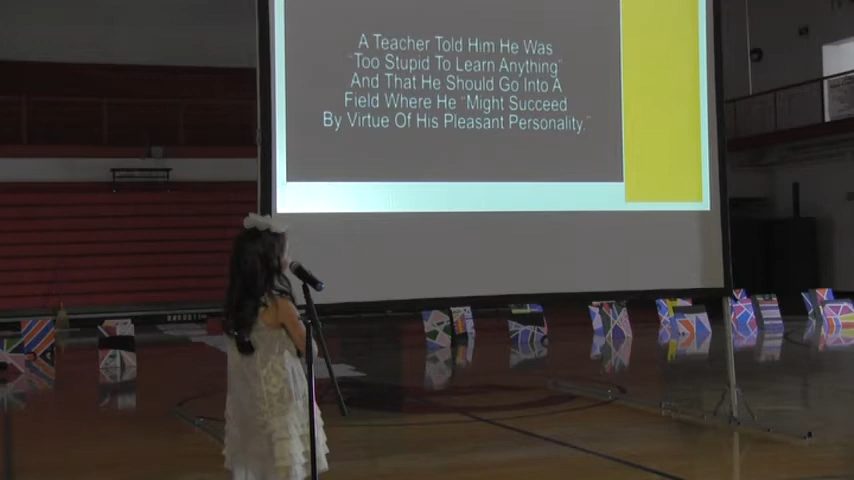 A Teacher Told Him He Was
"Too Stupid To Learn Anything"
And That He Should Go Into A
Field Where He "Might Succeed
By Virtue Of His Pleasant Personality."